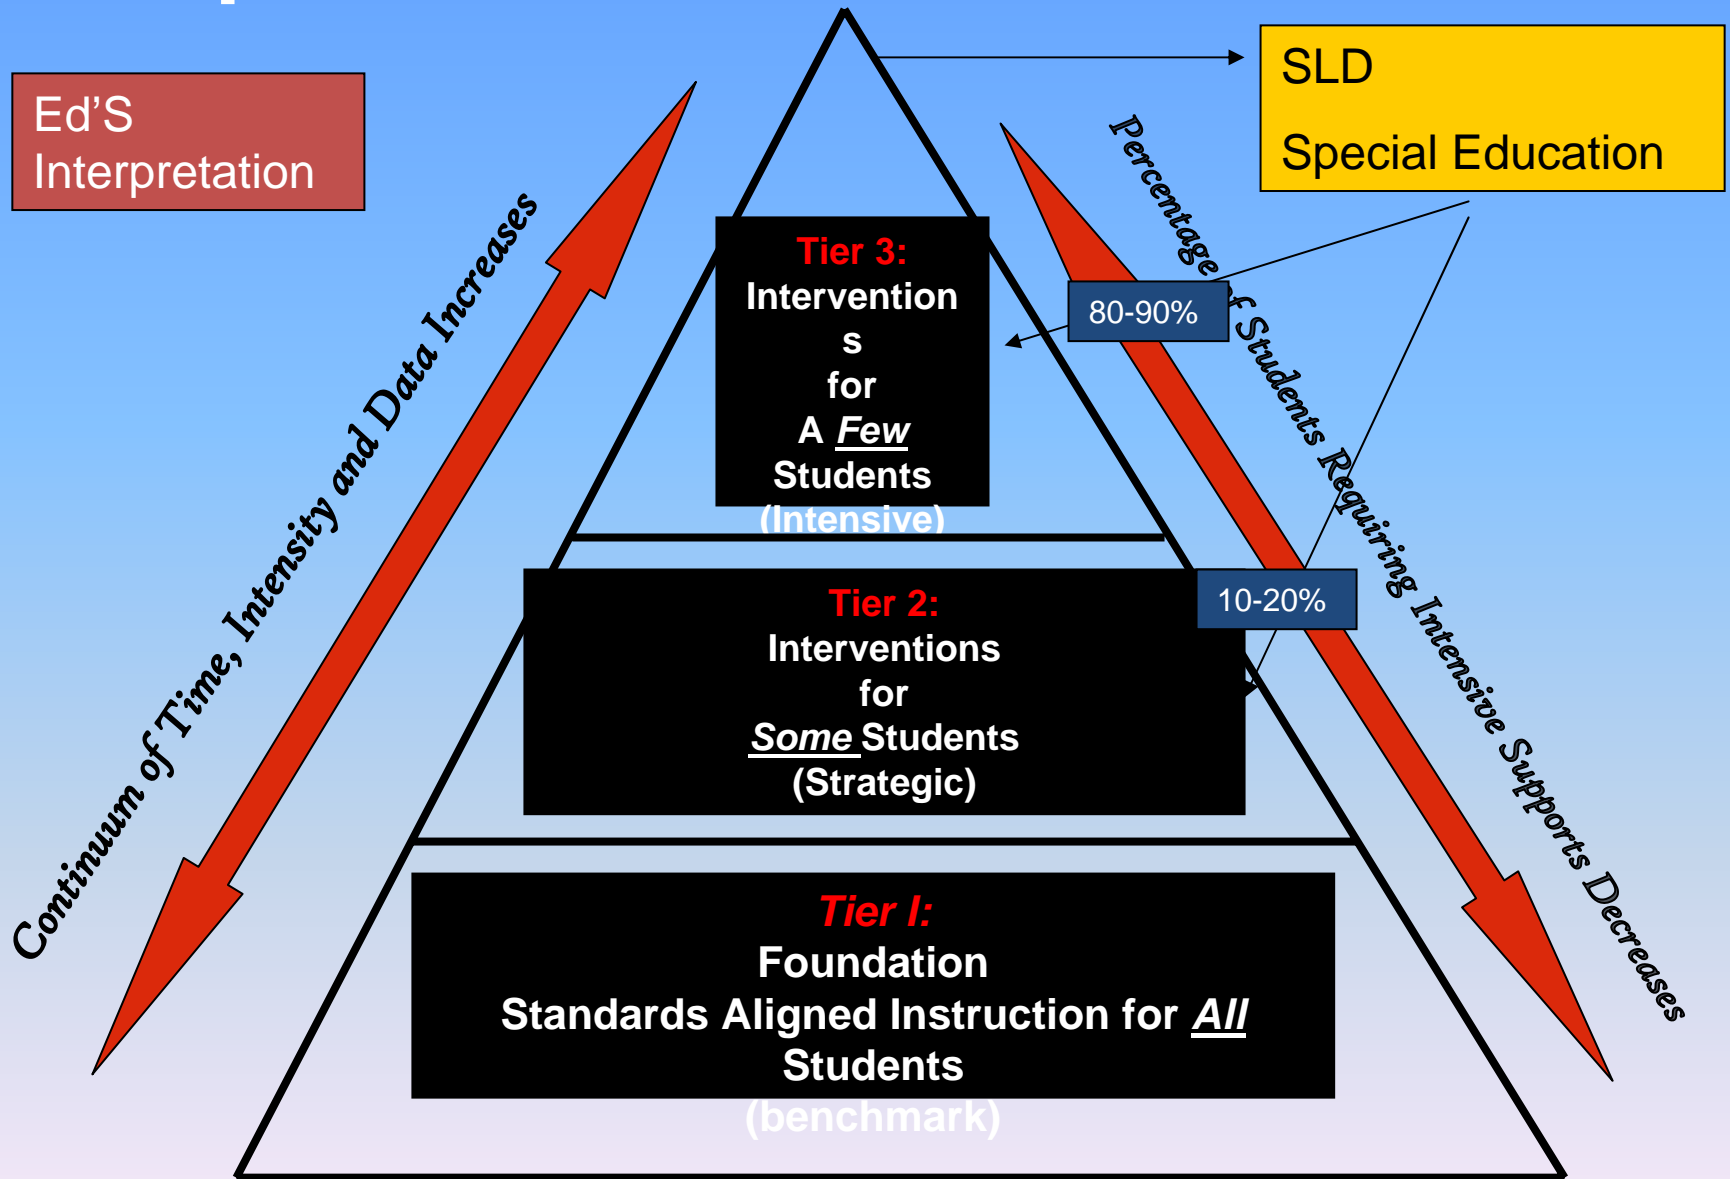 Ed'S
Interpretation
SLD
Special Education
Continuum of Time, Intensity and Data Increases
Percentage of Students Requiring Intensive Supports Decreases
Tier 3:
Intervention
s
for
A Few
Students
(Intensive)
80-90%
Tier 2:
Interventions
for
Some Students
(Strategic)
10-20%
Tier I:
Foundation
Standards Aligned Instruction for All
Students
(benchmark)